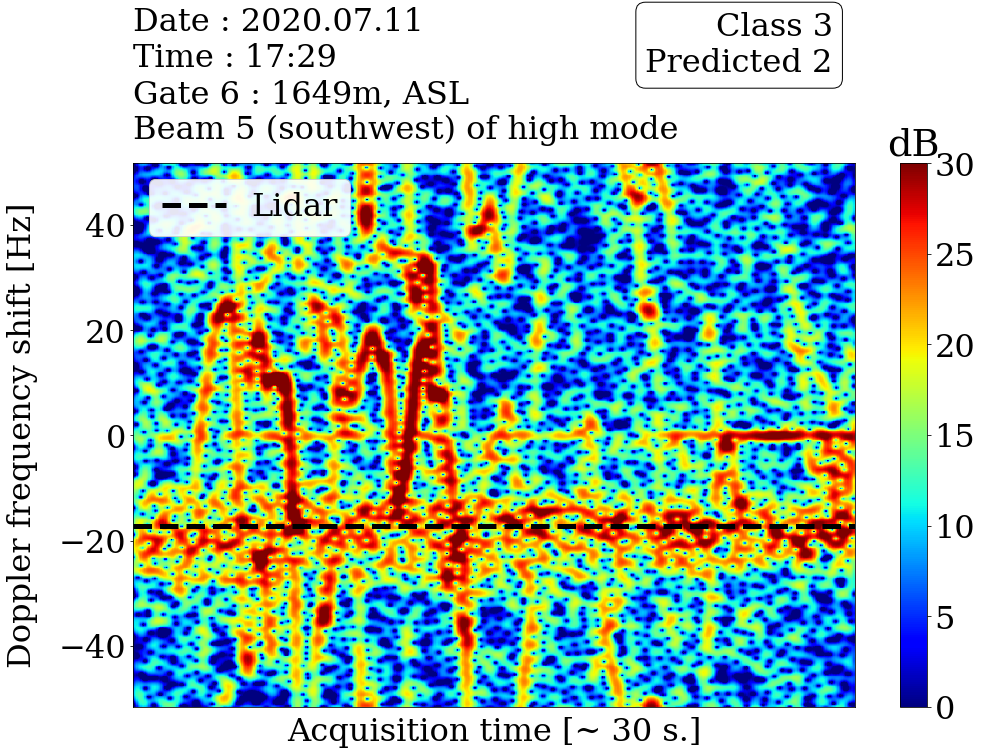 Date : 2020.07.11
Time : 17:29
Gate 6 : 1649m, ASL
Beam 5 (southwest) of high mode
Class 3
Predicted 2
dB
30
25
20
15
10
5
0
Lidar
Doppler frequency shift [Hz]
40
20
0
−20
−40
Acquisition time [~ 30 s.]